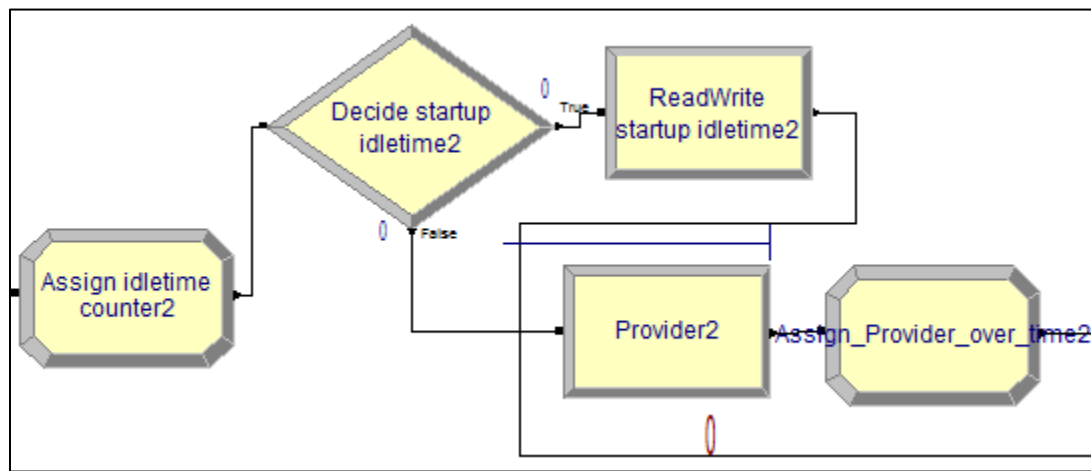 Decide startup
idletime2
0
True
ReadWrite
startup idletime2
0
False
Assign idletime
counter2
Provider2
Assign_Provider_over_time2
0